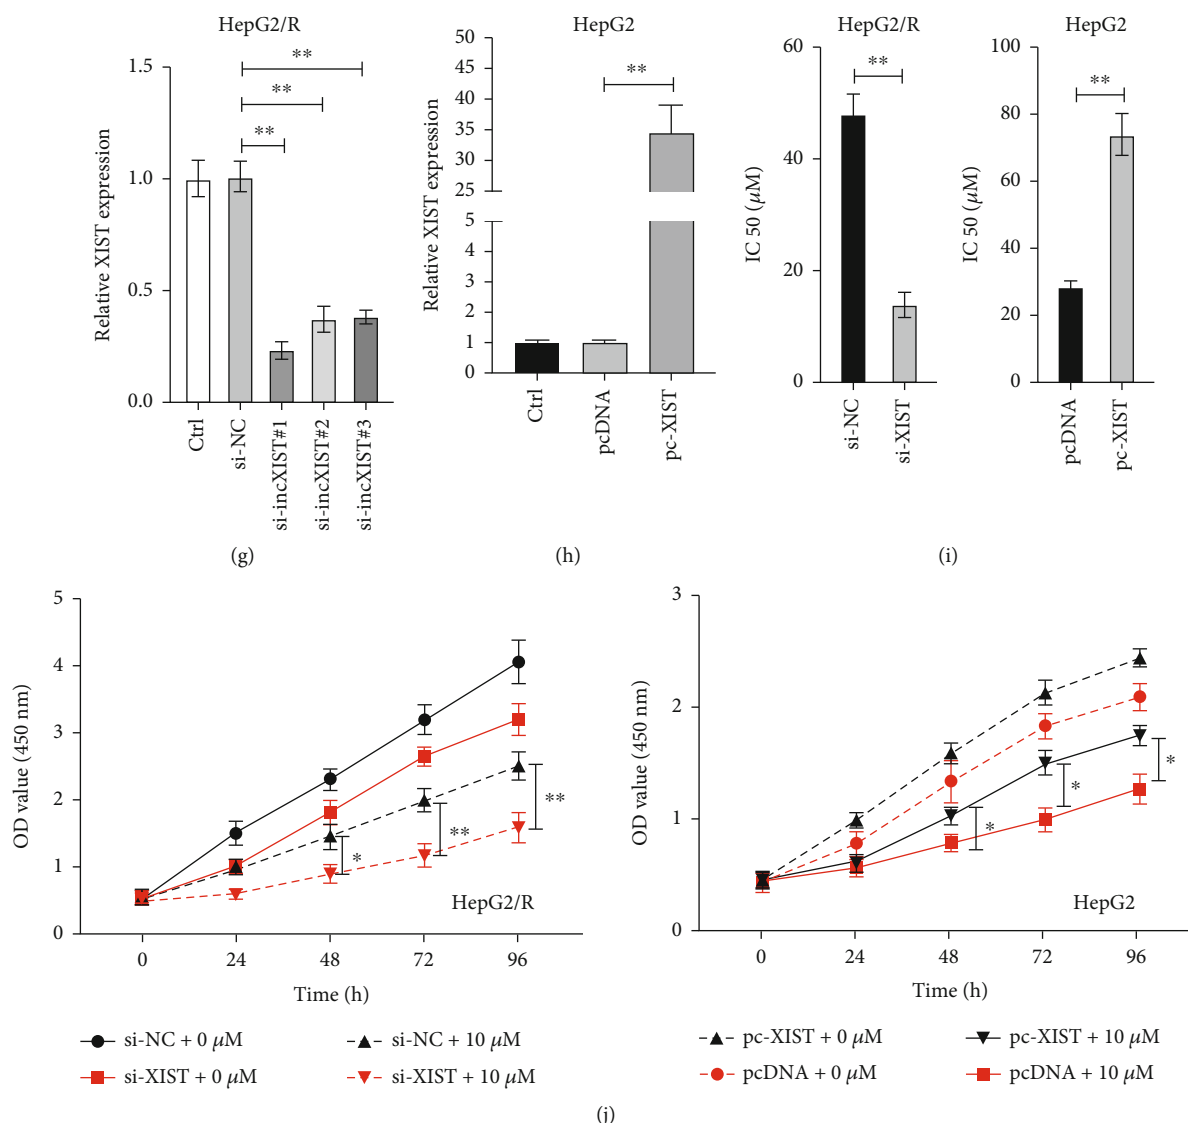 HepG2/R
Relative XIST expression
1.5
1.0
0.5
0.0
**
**
**
Ctrl
si-NC
si-incXIST#1
si-incXIST#2
si-incXIST#3
(g)
HepG2
Relative XIST expression
50
45
40
35
30
25
5
4
3
2
1
0
**
Ctrl
pcDNA
pc-XIST
(h)
HepG2/R
IC 50 (μM)
60
40
20
0
**
si-NC
si-XIST
HepG2
IC 50 (μM)
100
80
60
40
20
0
**
pcDNA
pc-XIST
(i)
OD value (450 nm)
5
4
3
2
1
0
*
**
**
HepG2/R
0 24 48 72 96
Time (h)
si-NC + 0 μM
si-NC + 10 μM
si-XIST + 0 μM
si-XIST + 10 μM
OD value (450 nm)
3
2
1
0
*
*
*
HepG2
0 24 48 72 96
Time (h)
pc-XIST + 0 μM
pc-XIST + 10 μM
pcDNA + 0 μM
pcDNA + 10 μM
(j)